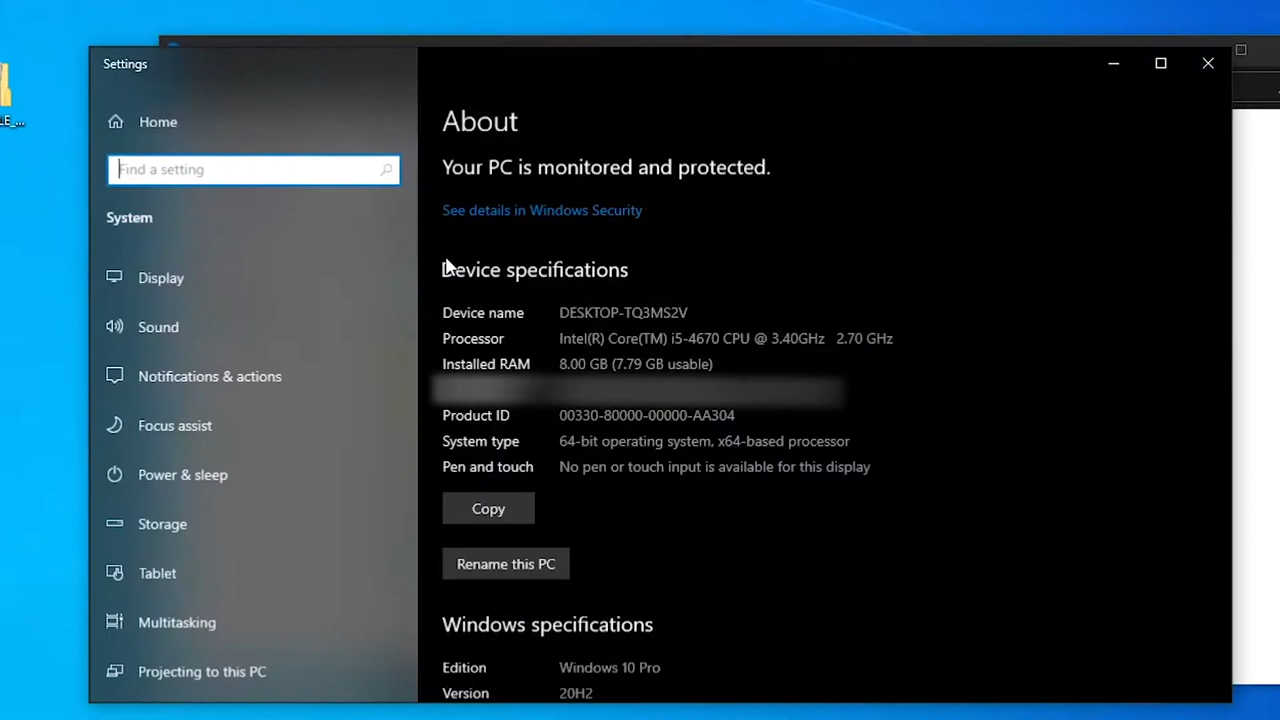 LE_...
Settings
Home
Find a setting
System
Display
Sound
Notifications & actions
Focus assist
Power & sleep
Storage
Tablet
Multitasking
Projecting to this PC
About
Your PC is monitored and protected.
See details in Windows Security
Device specifications
Device name DESKTOP-TQ3MS2V
Processor Intel(R) Core(TM) i5-4670 CPU @ 3.40GHz 2.70 GHz
Installed RAM 8.00 GB (7.79 GB usable)
Product ID 00330-80000-00000-AA304
System type 64-bit operating system, x64-based processor
Pen and touch No pen or touch input is available for this display
Copy
Rename this PC
Windows specifications
Edition Windows 10 Pro
Version 20H2